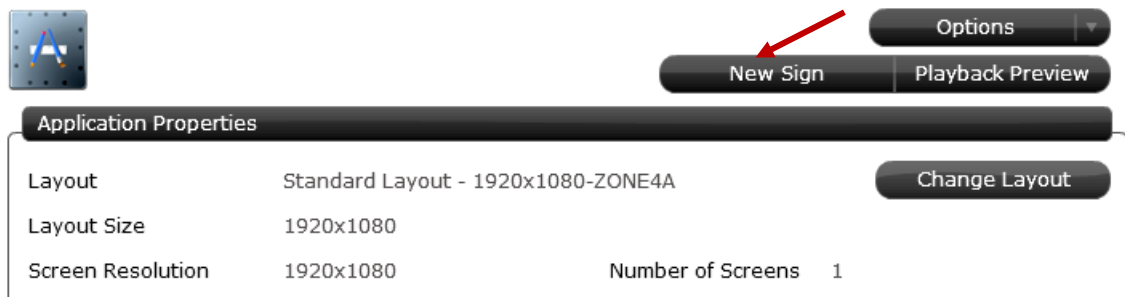 Options
New Sign Playback Preview
Application Properties
Layout Standard Layout - 1920x1080-ZONE4A Change Layout
Layout Size 1920x1080
Screen Resolution 1920x1080 Number of Screens 1